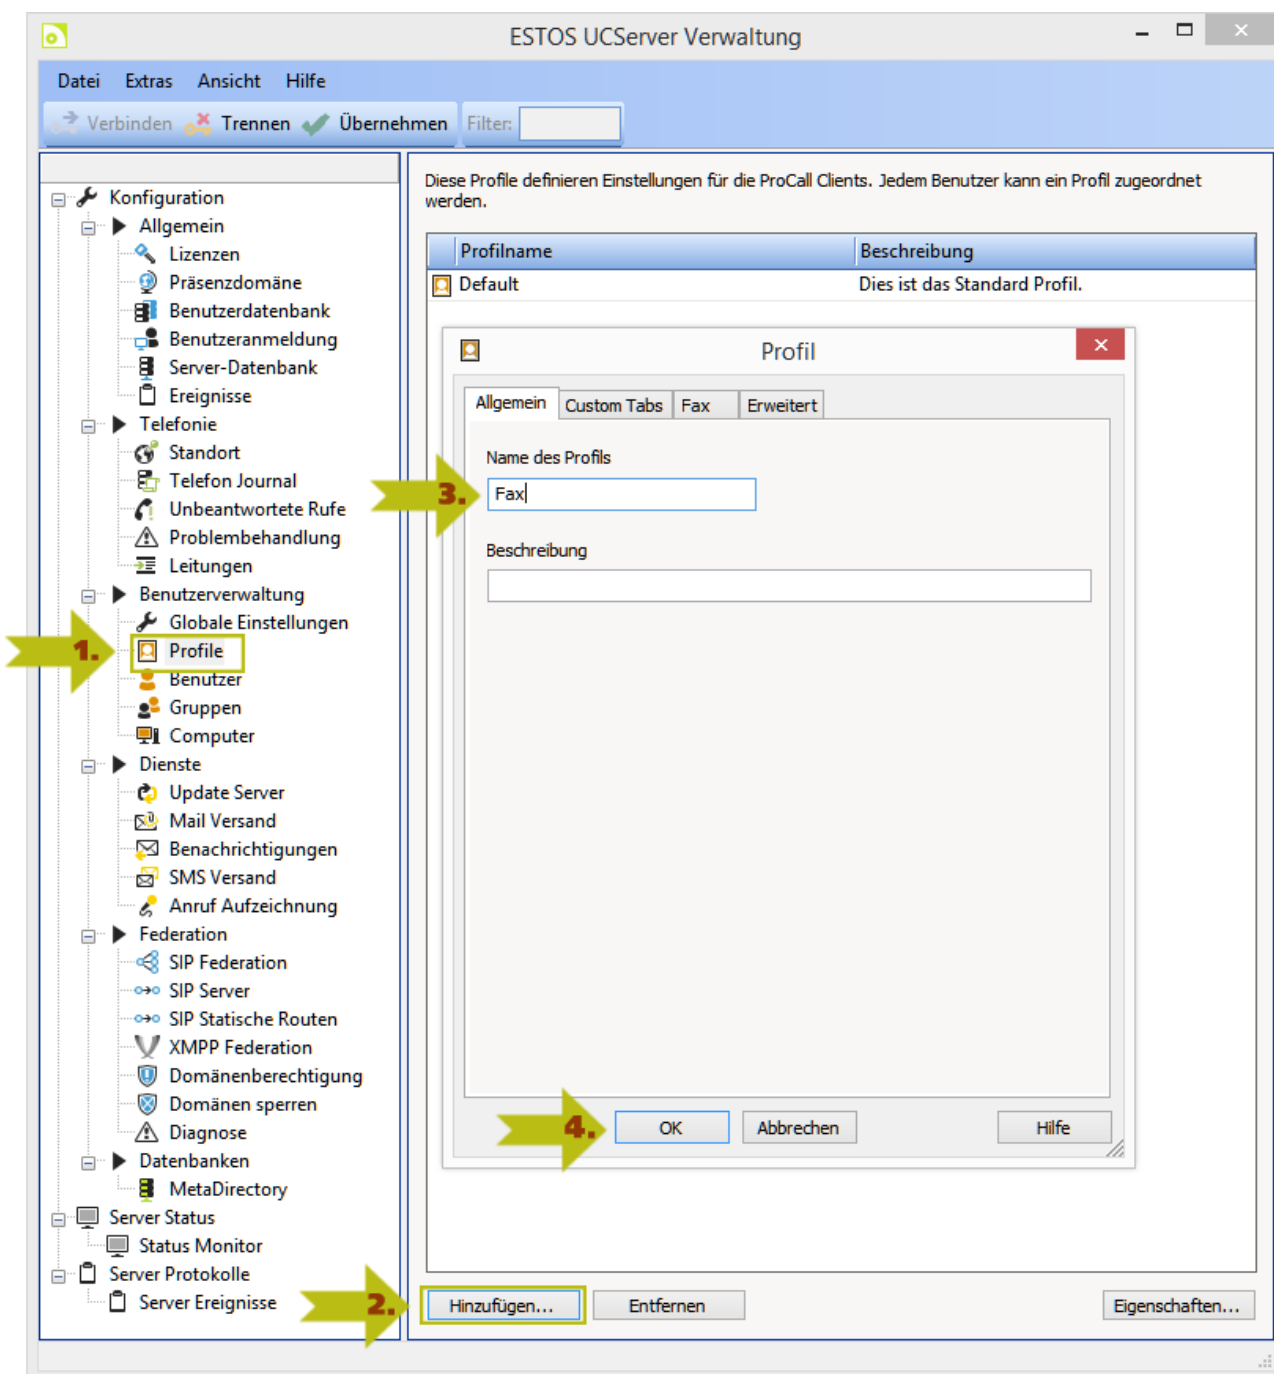 ESTOS UCServer Verwaltung
Datei Extras Ansicht Hilfe
Verbinden Trennen Übernehmen Filter:
Konfiguration
Allgemein
Lizenzen
Präsenzdomäne
Benutzerdatenbank
Benutzeranmeldung
Server-Datenbank
Ereignisse
Telefonie
Standort
Telefon Journal
Unbeantwortete Rufe
Problembehandlung
Leitungen
Benutzerverwaltung
Globale Einstellungen
1. Profile
Benutzer
Gruppen
Computer
Dienste
Update Server
Mail Versand
Benachrichtigungen
SMS Versand
Anruf Aufzeichnung
Federation
SIP Federation
SIP Server
SIP Statische Routen
XMPP Federation
Domänenberechtigung
Domänen sperren
Diagnose
Datenbanken
MetaDirectory
Server Status
Status Monitor
Server Protokolle
Server Ereignisse
Diese Profile definieren Einstellungen für die ProCall Clients. Jedem Benutzer kann ein Profil zugeordnet
werden.
Profilname Beschreibung
Default Dies ist das Standard Profil.
Profil
Allgemein Custom Tabs Fax Erweitert
Name des Profils
3. Fax
Beschreibung
4. OK Abbrechen Hilfe
2. Hinzufügen... Entfernen Eigenschaften...